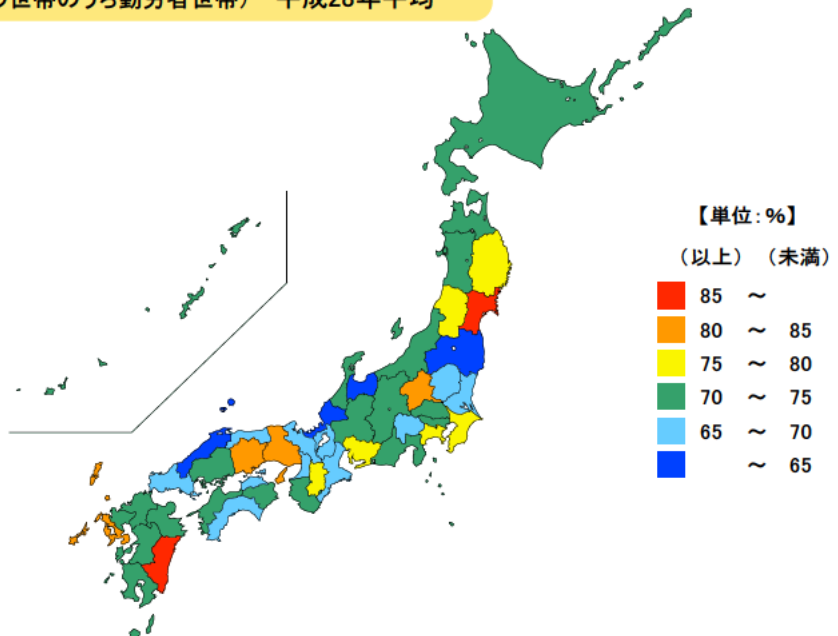 世帯のうち勤労者世帯） 平成28年平均
【単位：%】
（以上） （未満）
85 ～
80 ～ 85
75 ～ 80
70 ～ 75
65 ～ 70
～ 65